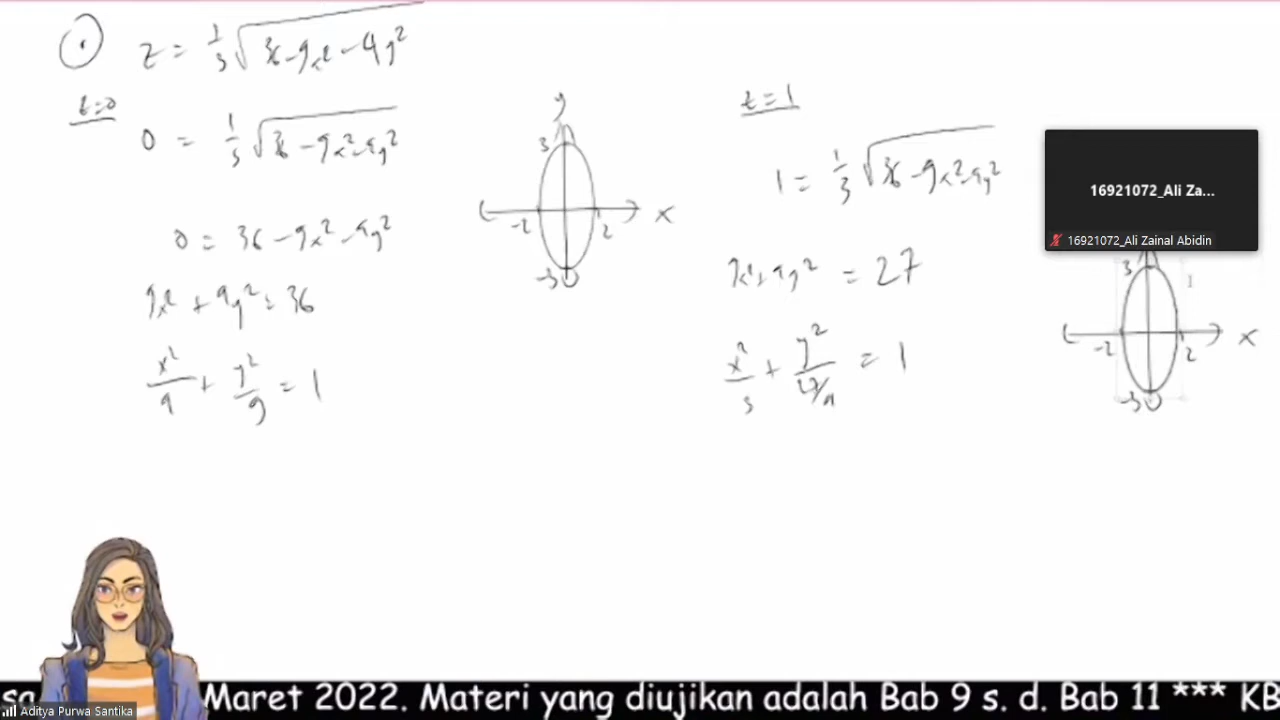 ①
z = 1/3 √(36-9x²-4y²)
z=0
0 = 1/3 √(36-9x²-4y²)
0 = 36-9x²-4y²
9x² + 4y² = 36
x²/4 + y²/9 = 1
y
3
-2
2
x
-3
z=1
1 = 1/3 √(36-9x²-4y²)
9x²+4y² = 27
x²/3 + y²/27/4 = 1
16921072_Ali Za...
16921072_Ali Zainal Abidin
3
1
-2
2
x
-3
Maret 2022. Materi yang diujikan adalah Bab 9 s. d. Bab 11 *** KB
Aditya Purwa Santika